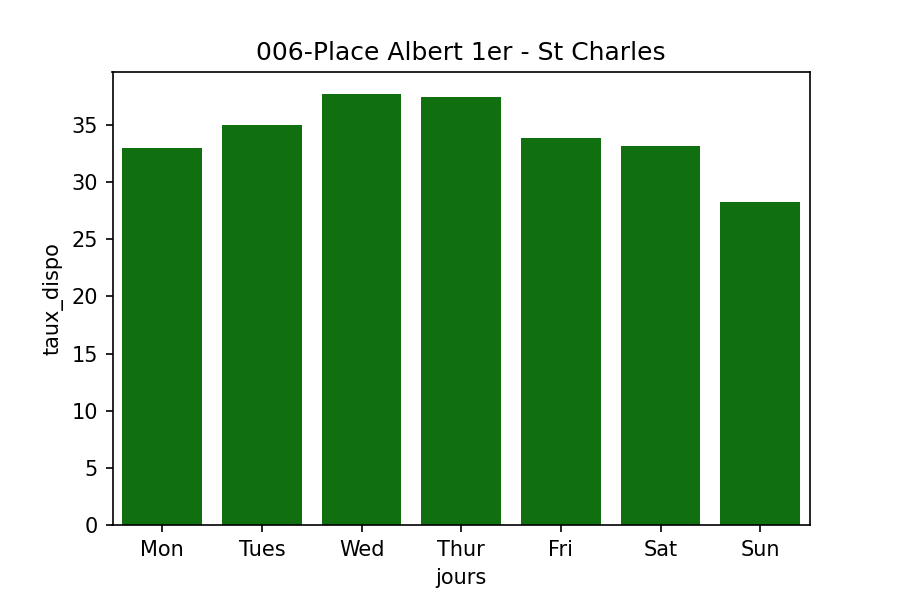 006-Place Albert 1er - St Charles
taux_dispo
35
30
25
20
15
10
5
0
Mon Tues Wed Thur Fri Sat Sun
jours